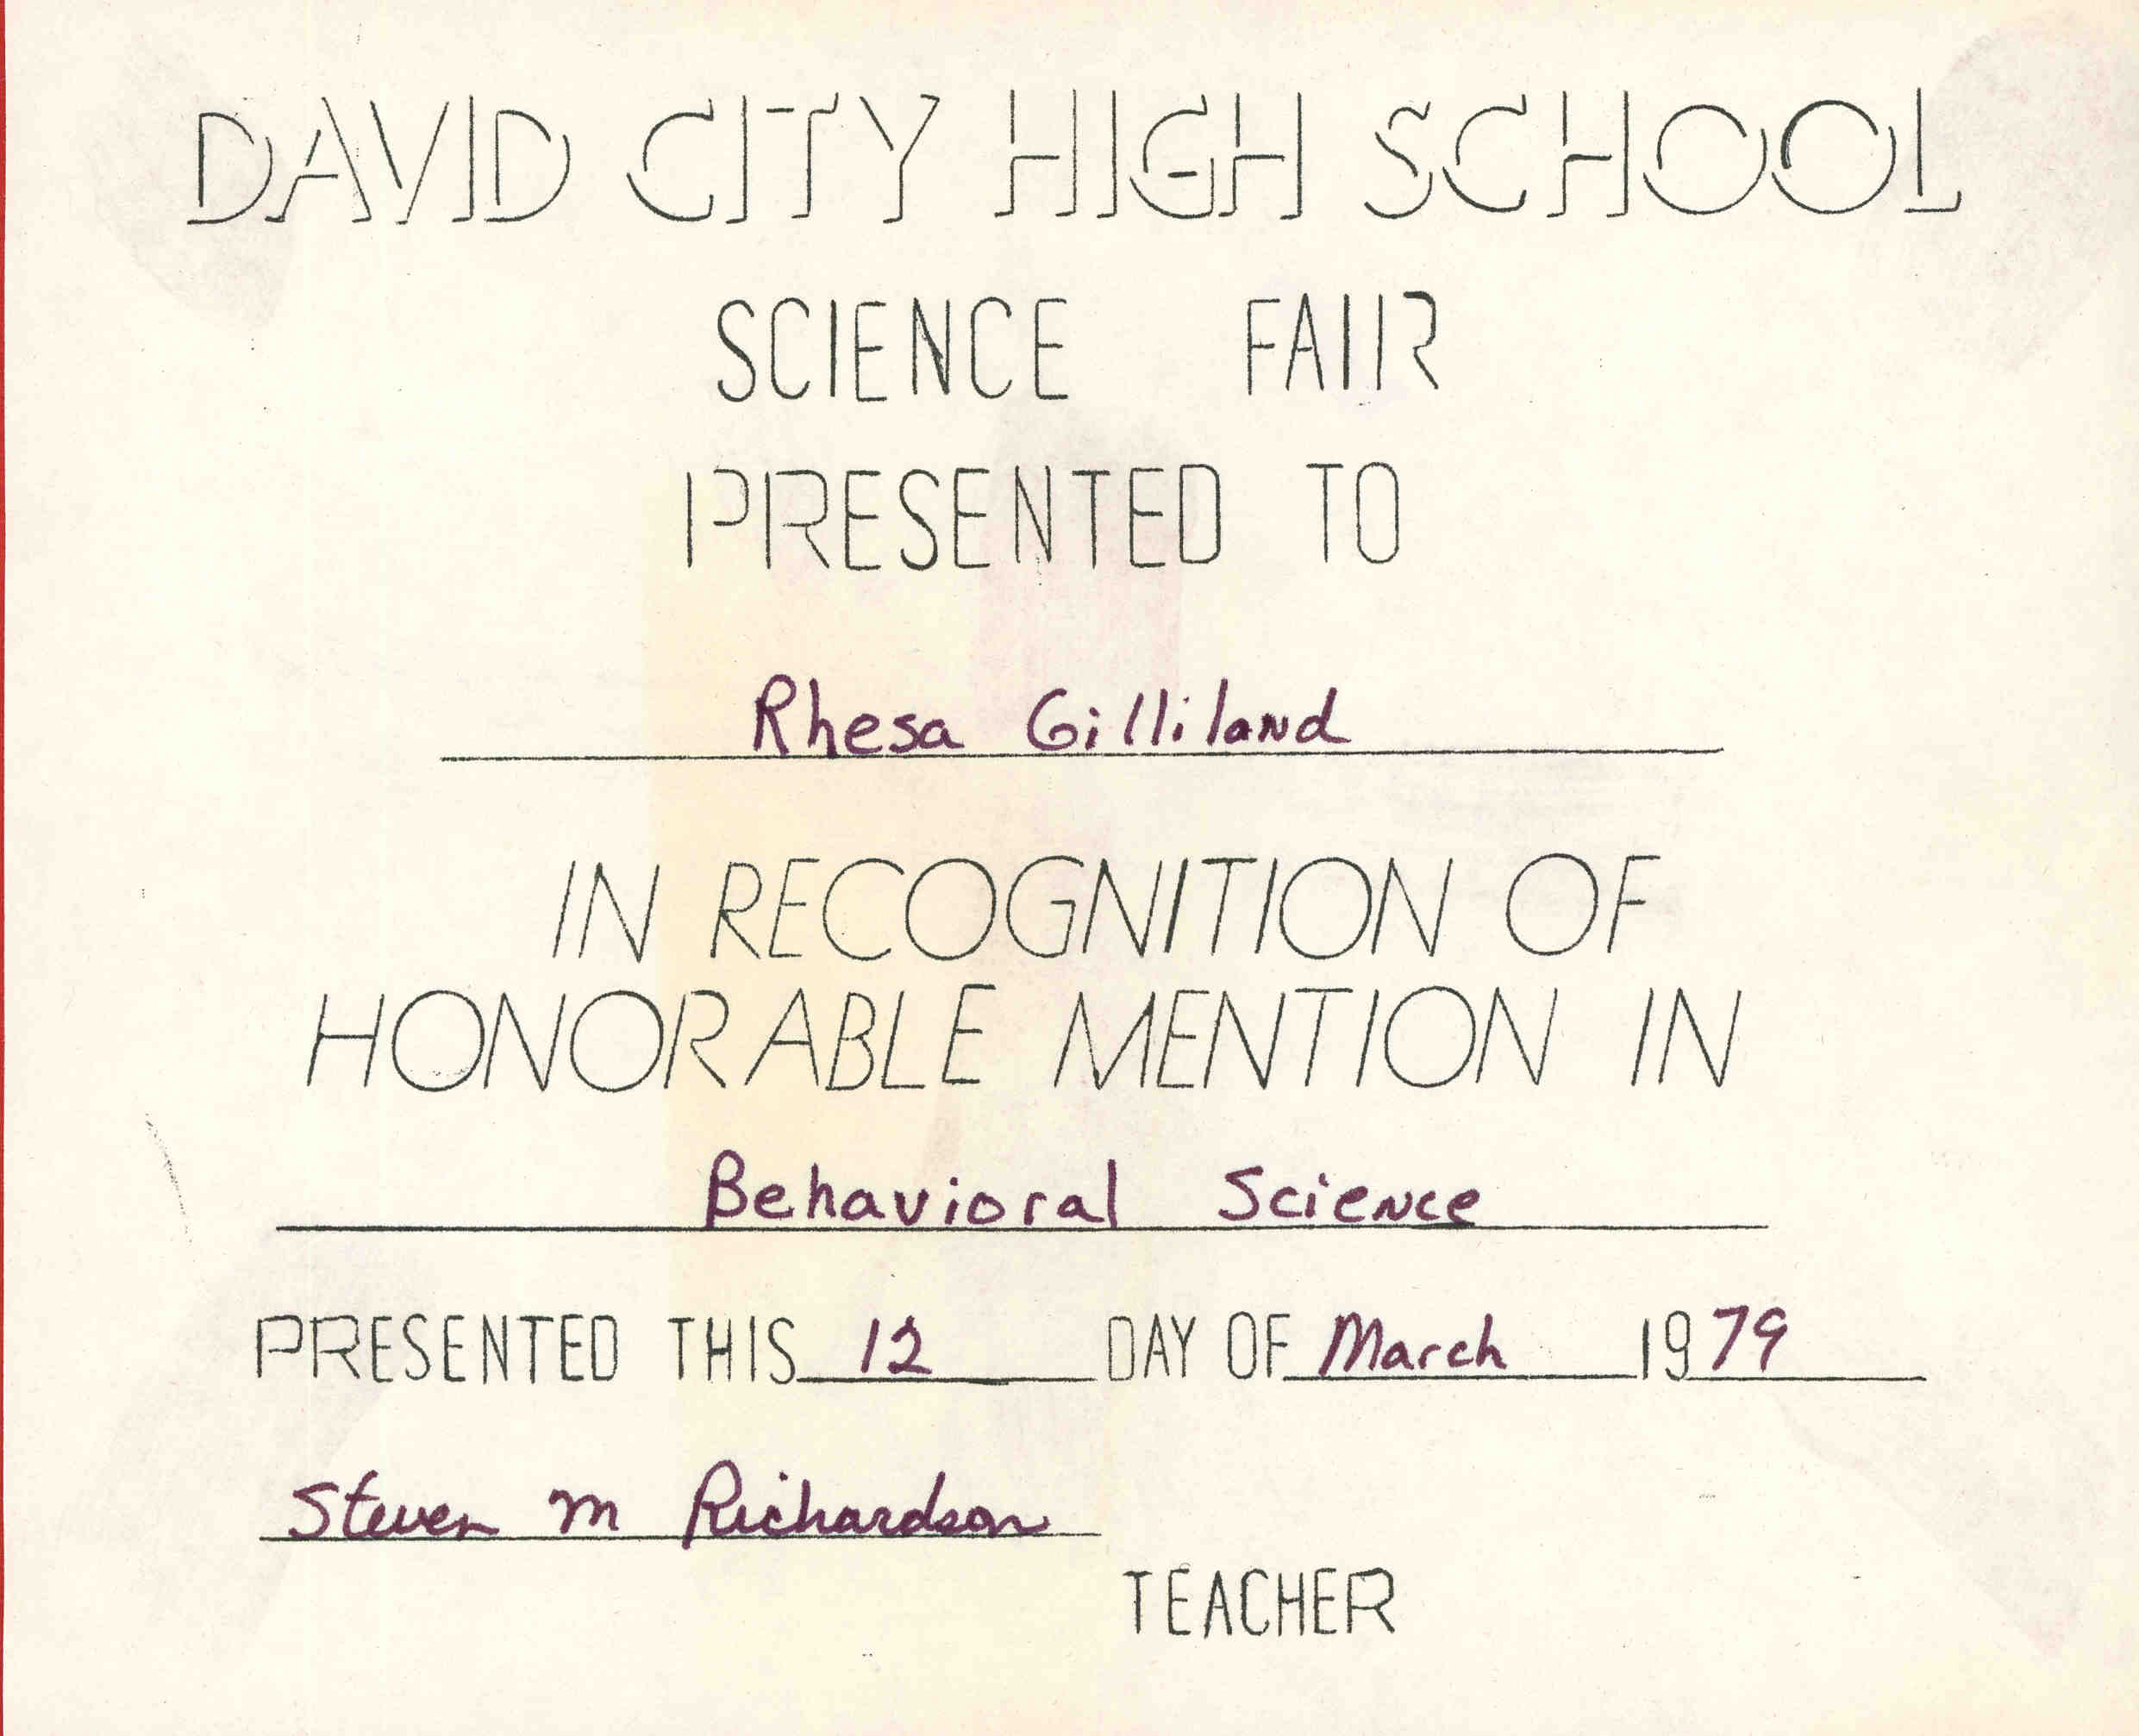 DAVID CITY HIGH SCHOOL
SCIENCE FAIR
PRESENTED TO
Rhesa Gilliland
IN RECOGNITION OF
HONORABLE MENTION IN
Behavioral Science
PRESENTED THIS 12 DAY OF March 1979
Steven M Richardson
TEACHER